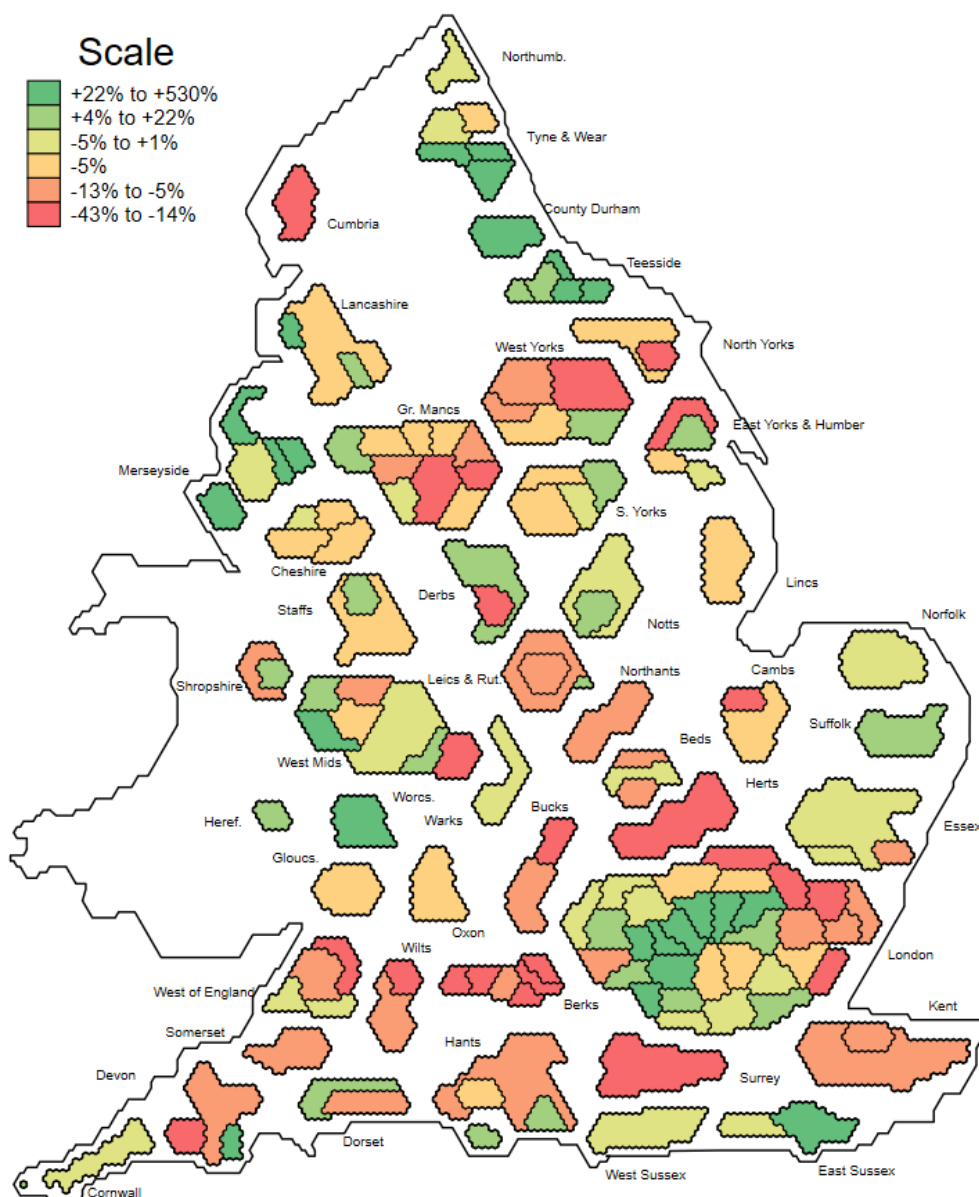 Scale
+22% to +530%
+4% to +22%
-5% to +1%
-5%
-13% to -5%
-43% to -14%
Northumb.
Tyne & Wear
County Durham
Cumbria
Teesside
Lancashire
North Yorks
West Yorks
Gr. Mancs
East Yorks & Humber
Merseyside
S. Yorks
Cheshire
Lincs
Derbs
Staffs
Notts
Norfolk
Northants
Cambs
Leics & Rut.
Shropshire
Suffolk
Beds
West Mids
Herts
Worcs.
Bucks
Warks
Heref.
Essex
Gloucs.
Oxon
Wilts
London
West of England
Berks
Kent
Somerset
Hants
Devon
Surrey
Dorset
West Sussex
East Sussex
Cornwall